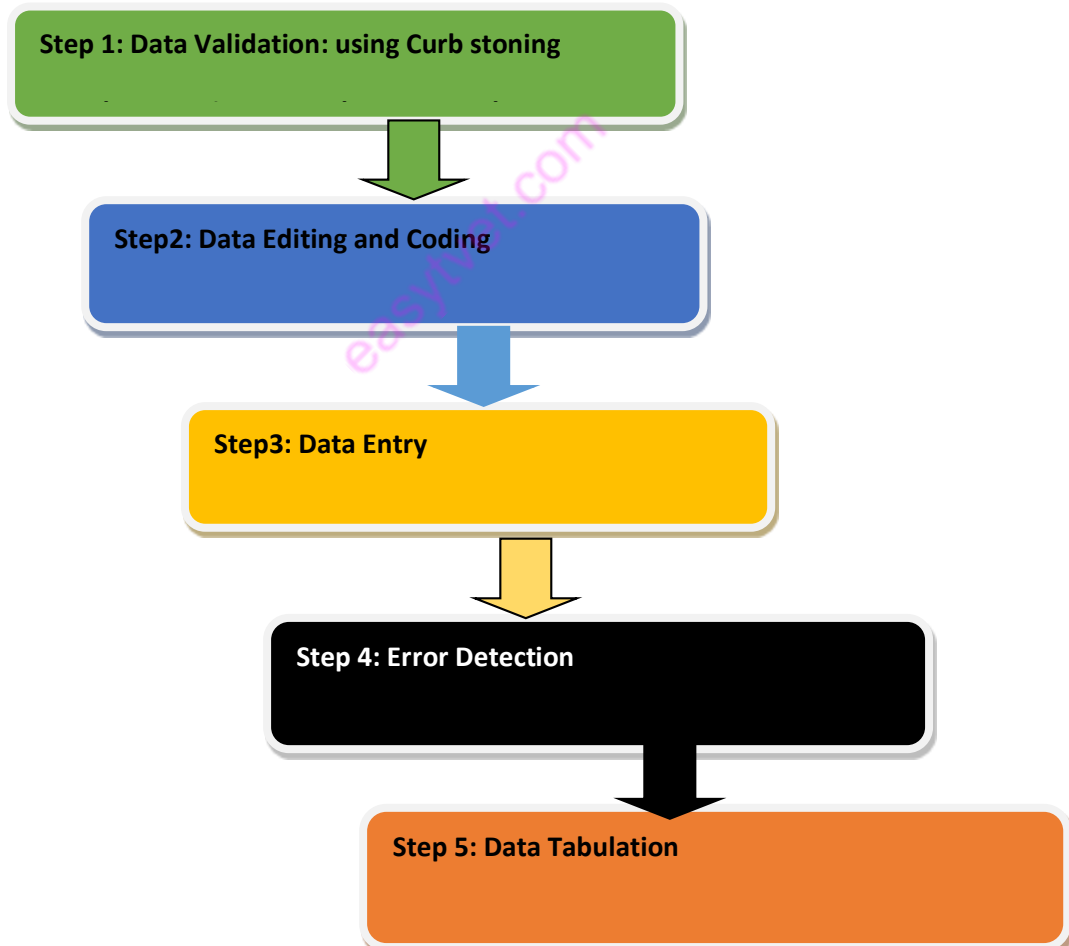 Step 1: Data Validation: using Curb stoning
Step2: Data Editing and Coding
easytvet.com
Step3: Data Entry
Step 4: Error Detection
Step 5: Data Tabulation